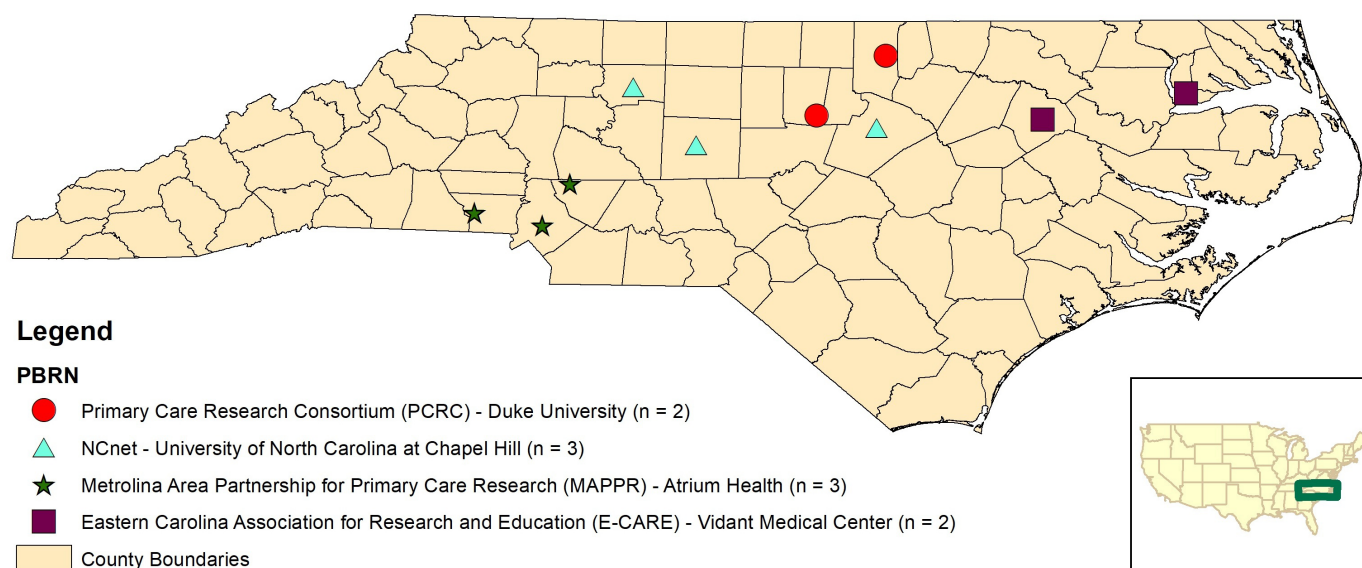 Legend
PBRN
Primary Care Research Consortium (PCRC) - Duke University (n = 2)
NCnet - University of North Carolina at Chapel Hill (n = 3)
Metrolina Area Partnership for Primary Care Research (MAPPR) - Atrium Health (n = 3)
Eastern Carolina Association for Research and Education (E-CARE) - Vidant Medical Center (n = 2)
County Boundaries